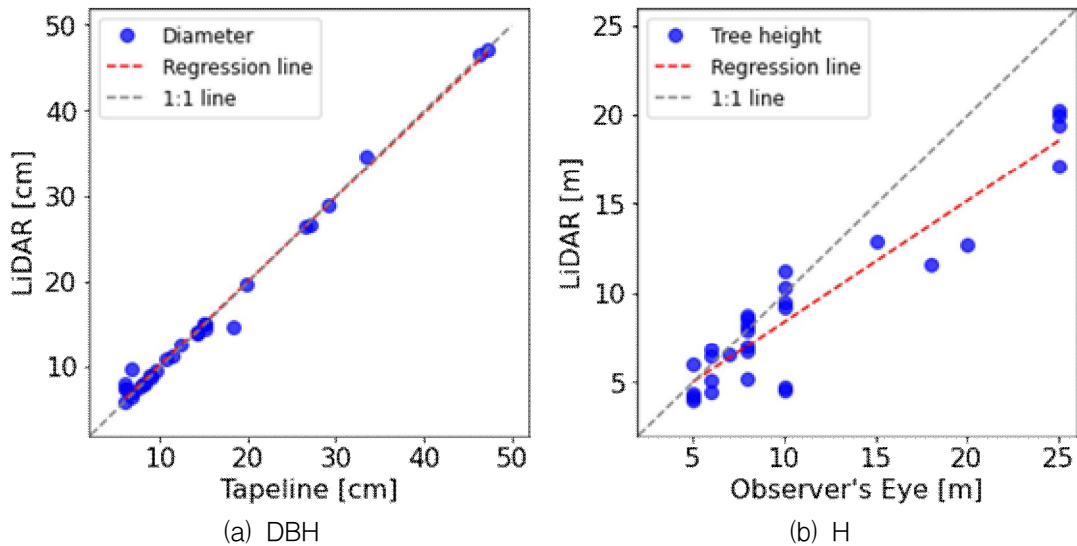 50
40
30
20
10
LiDAR [cm]
Diameter
Regression line
1:1 line
10 20 30 40 50
Tapeline [cm]
(a) DBH
25
20
15
10
5
LiDAR [m]
Tree height
Regression line
1:1 line
5 10 15 20 25
Observer's Eye [m]
(b) H